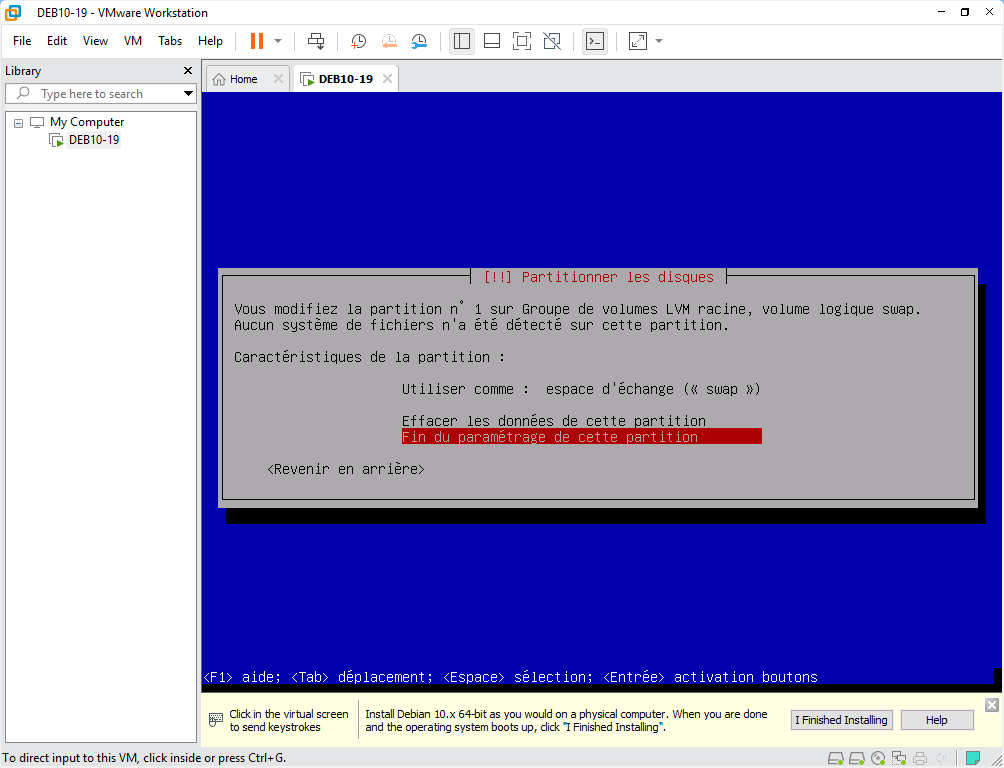 DEB10-19 - VMware Workstation
File Edit View VM Tabs Help
Library
Home
DEB10-19
Type here to search
My Computer
DEB10-19
[!!] Partitionner les disques
Vous modifiez la partition n° 1 sur Groupe de volumes LVM racine, volume logique swap.
Aucun système de fichiers n'a été détecté sur cette partition.
Caractéristiques de la partition :
Utiliser comme : espace d'échange (« swap »)
Effacer les données de cette partition
Fin du paramétrage de cette partition
<Revenir en arrière>
<F1> aide; <Tab> déplacement; <Espace> sélection; <Entrée> activation boutons
Click in the virtual screen
to send keystrokes
Install Debian 10.x 64-bit as you would on a physical computer. When you are done
and the operating system boots up, click "I Finished Installing".
I Finished Installing
Help
To direct input to this VM, click inside or press Ctrl+G.